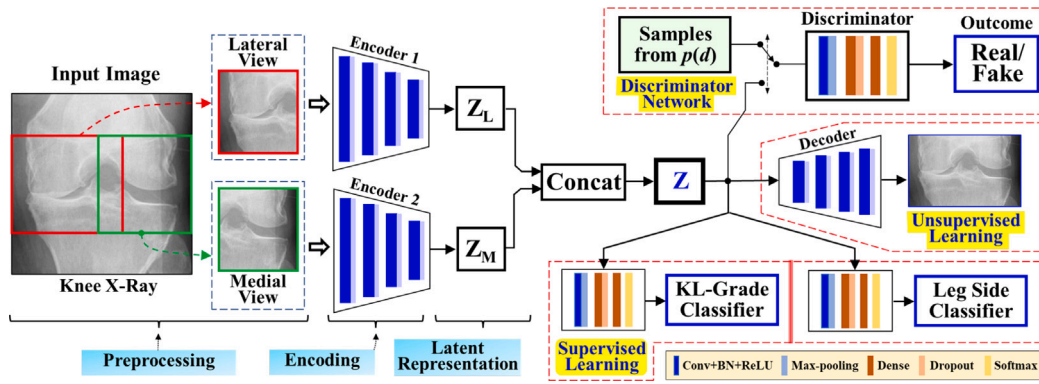 Input Image
Knee X-Ray
Lateral
View
Medial
View
Encoder 1
Encoder 2
Z_L
Z_M
Concat
Z
Samples
from p(d)
Discriminator
Network
Discriminator
Outcome
Real/
Fake
Decoder
Unsupervised
Learning
KL-Grade
Classifier
Supervised
Learning
Leg Side
Classifier
Preprocessing
Encoding
Latent
Representation
Conv+BN+ReLU Max-pooling Dense Dropout Softmax